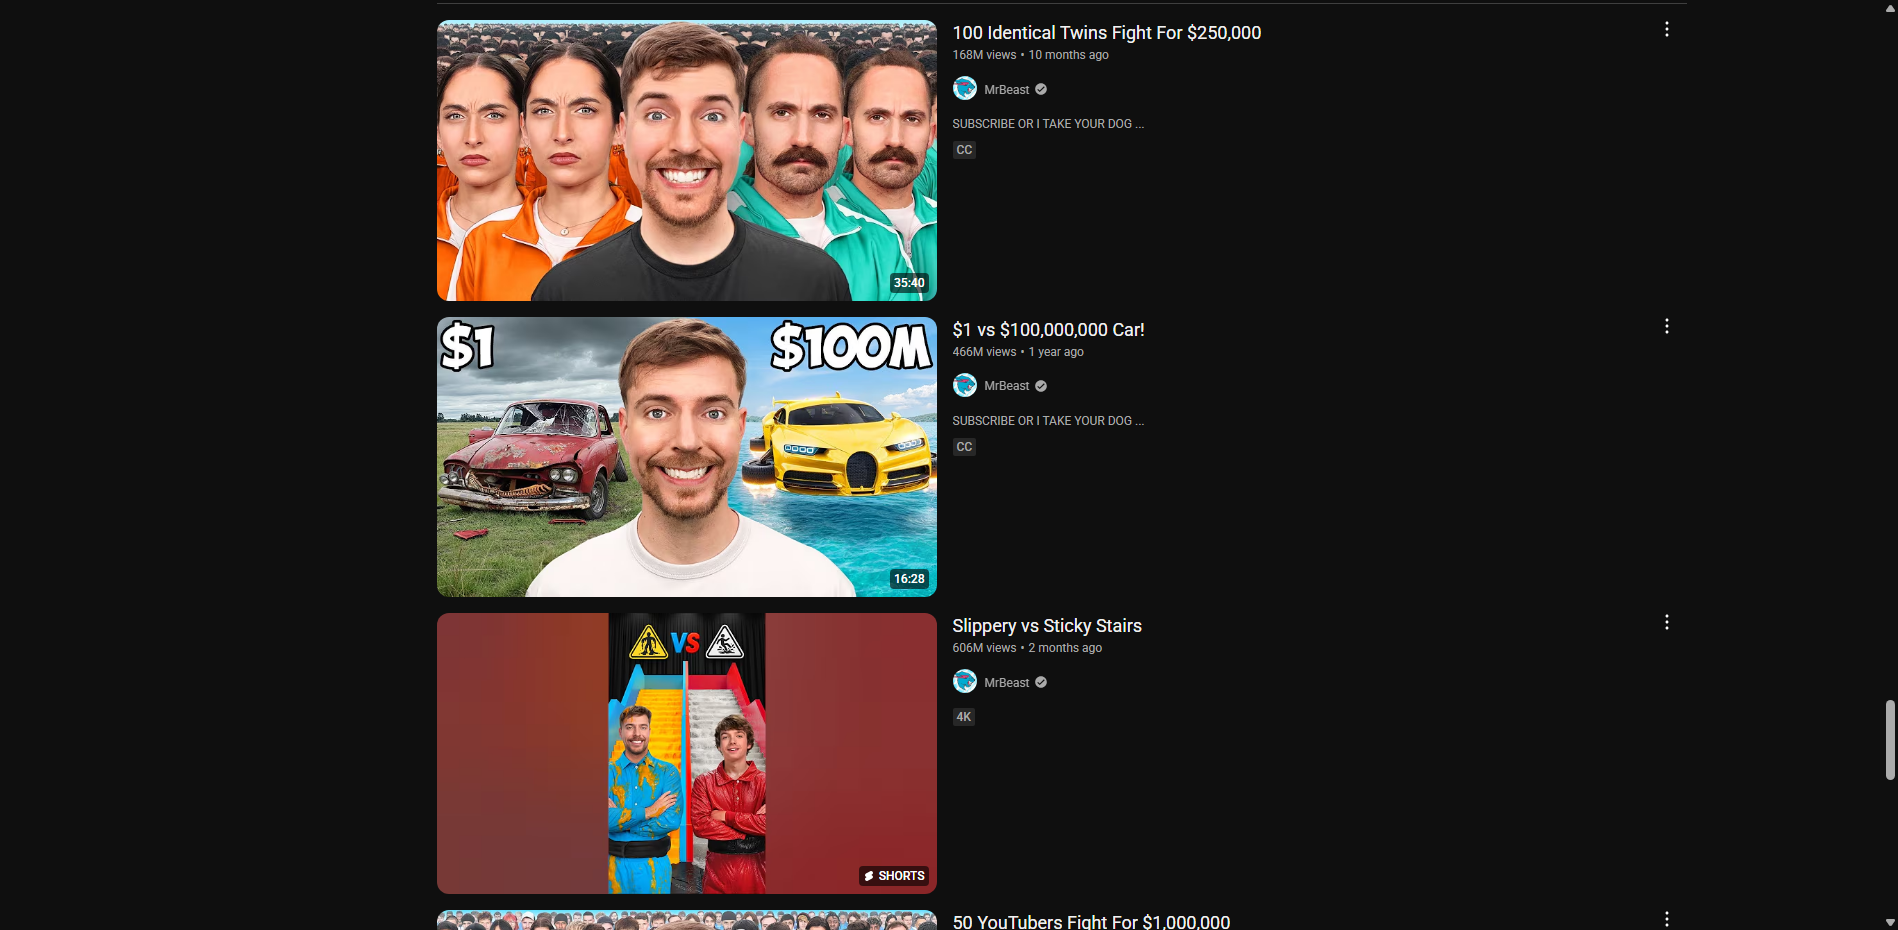 100 Identical Twins Fight For $250,000
168M views • 10 months ago
MrBeast
SUBSCRIBE OR I TAKE YOUR DOG ...
CC
35:40
$1
$100M
16:28
$1 vs $100,000,000 Car!
466M views • 1 year ago
MrBeast
SUBSCRIBE OR I TAKE YOUR DOG ...
CC
VS
SHORTS
Slippery vs Sticky Stairs
606M views • 2 months ago
MrBeast
4K
50 YouTubers Fight For $1,000,000